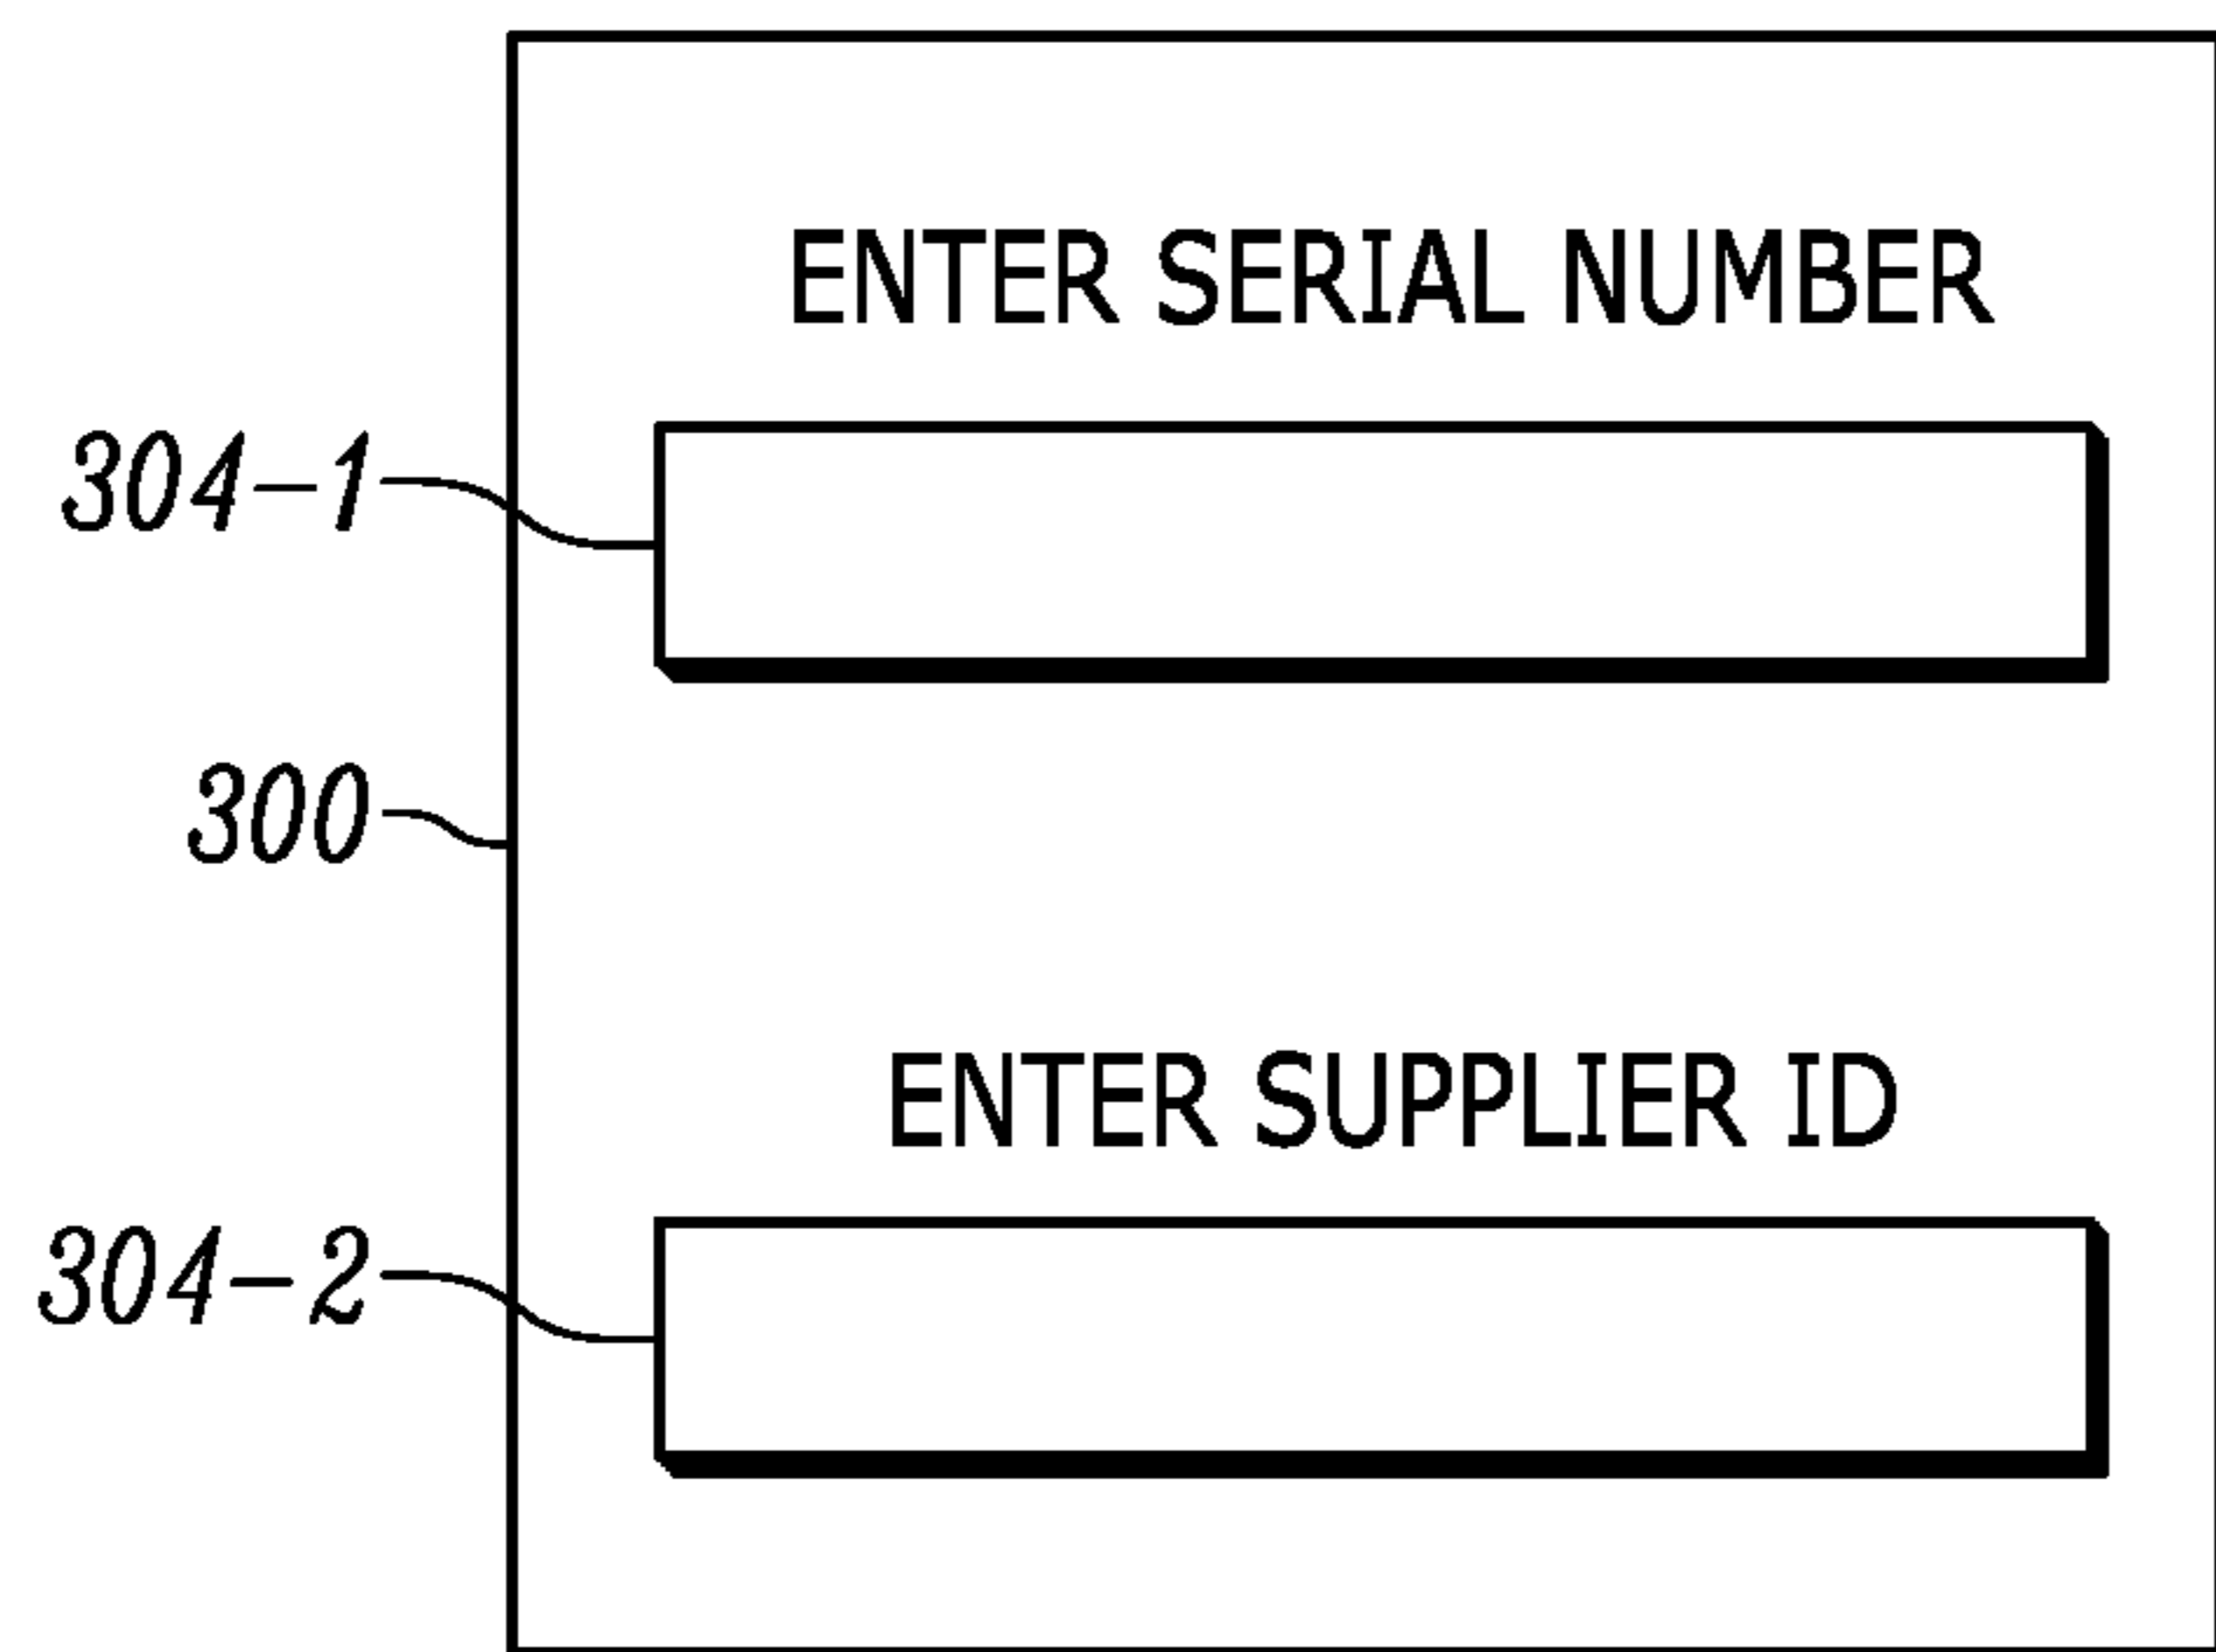 ENTER SERIAL NUMBER
304-1
300
ENTER SUPPLIER ID
304-2